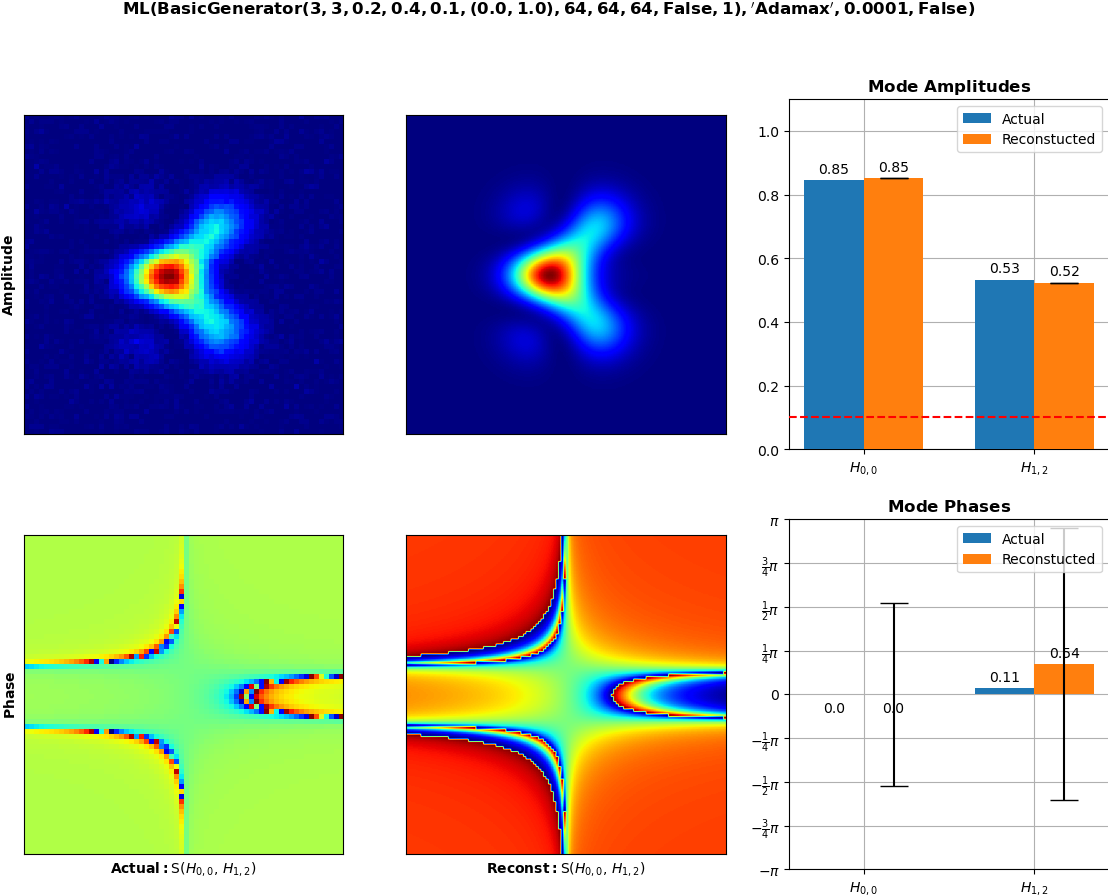 ML(BasicGenerator(3, 3, 0.2, 0.4, 0.1, (0.0, 1.0), 64, 64, 64, False, 1), ′Adamax′, 0.0001, False)
Amplitude
Mode Amplitudes
Actual
Reconstucted
1.0
0.8
0.6
0.4
0.2
0.0
0.85
0.85
0.53
0.52
H0,0
H1,2
Phase
Actual: S(H0,0, H1,2)
Reconst: S(H0,0, H1,2)
Mode Phases
Actual
Reconstucted
π
3/4π
1/2π
1/4π
0
−1/4π
−1/2π
−3/4π
−π
0.0
0.0
0.11
0.54
H0,0
H1,2